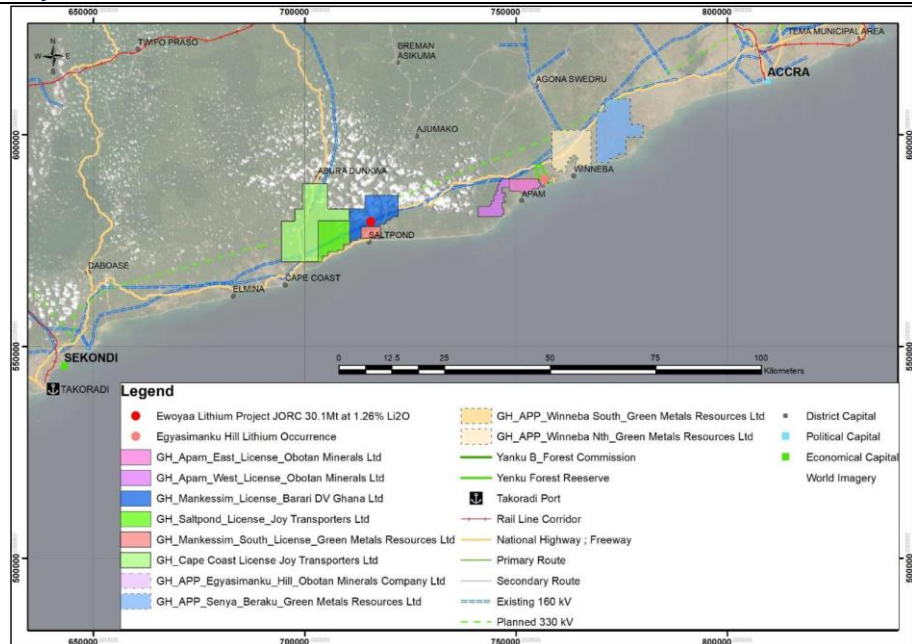 650000 700000 750000 800000
N
W E
S
TWIFO PRASO
BREMAN
ASIKUMA
TEMA MUNICIPAL AREA
ACCRA
AGONA SWEDRU
600000 600000
AJUMAKO
ABURA DUNKWA
WINNEBA
APAM
SALTPOND
DABOASE
CAPE COAST
ELMINA
550000 550000
SEKONDI
TAKORADI
0 12.5 25 50 75 100
Kilometers
Legend
Ewoyaa Lithium Project JORC 30.1Mt at 1.26% Li2O
Egyasimanku Hill Lithium Occurrence
GH_Apam_East_License_Obotan Minerals Ltd
GH_Apam_West_License_Obotan Minerals Ltd
GH_Mankessim_License_Barari DV Ghana Ltd
GH_Saltpond_License_Joy Transporters Ltd
GH_Mankessim_South_License_Green Metals Resources Ltd
GH_Cape Coast License Joy Transporters Ltd
GH_APP_Egyasimanku_Hill_Obotan Minerals Company Ltd
GH_APP_Senya_Beraku_Green Metals Resources Ltd
GH_APP_Winneba South_Green Metals Resources Ltd
GH_APP_Winneba Nth_Green Metals Resources Ltd
Yanku B_Forest Commission
Yenku Forest Reeserve
Takoradi Port
Rail Line Corridor
National Highway ; Freeway
Primary Route
Secondary Route
Existing 160 kV
Planned 330 kV
District Capital
Political Capital
Economical Capital
World Imagery
500000 500000
650000 700000 750000 800000